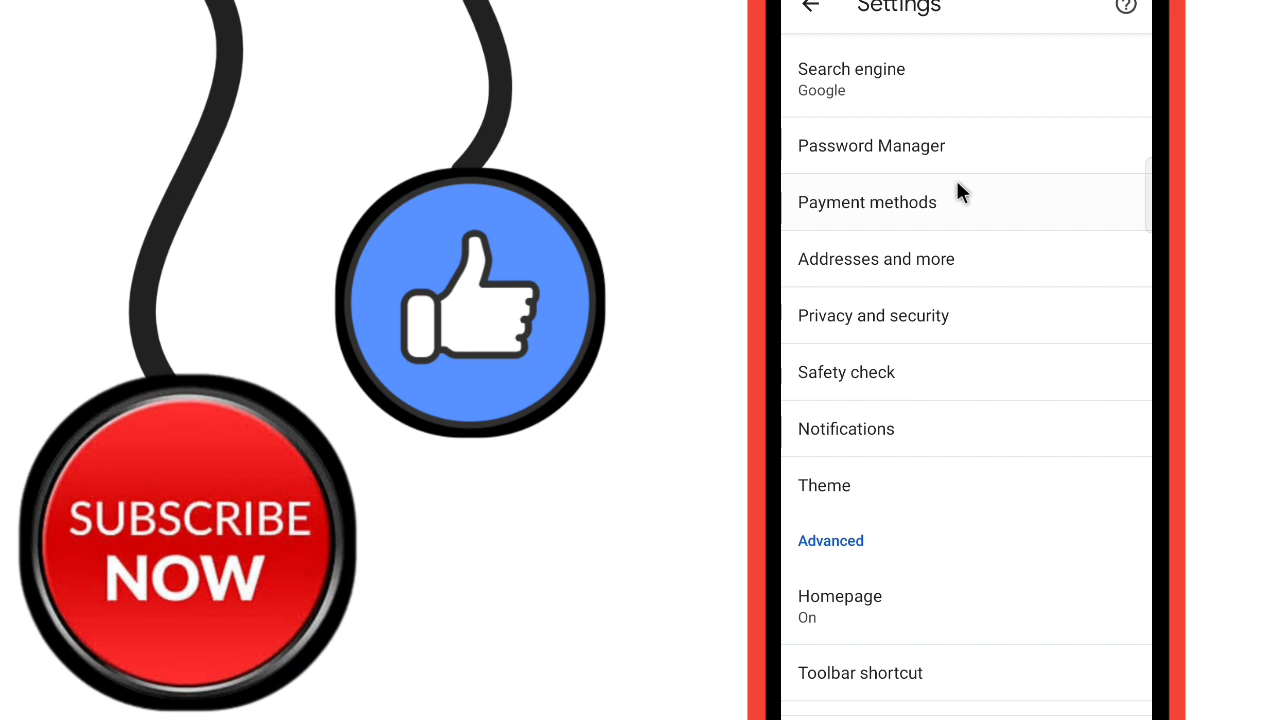 SUBSCRIBE
NOW
Settings
Search engine
Google
Password Manager
Payment methods
Addresses and more
Privacy and security
Safety check
Notifications
Theme
Advanced
Homepage
On
Toolbar shortcut